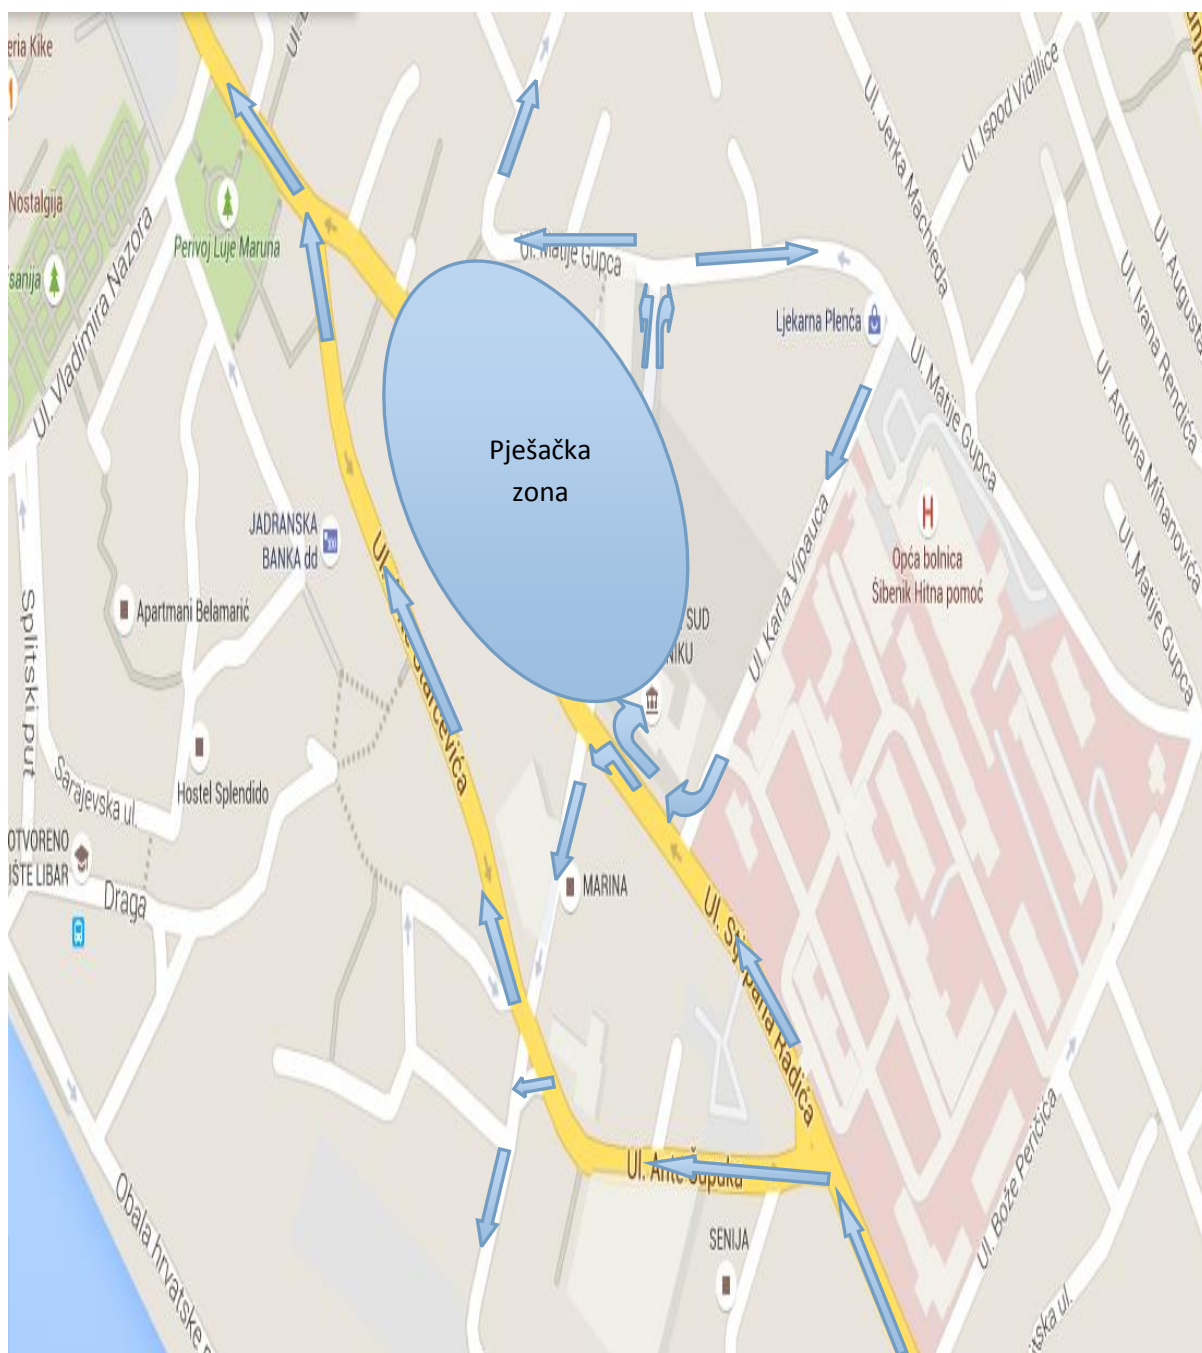 eria Kike
Nostalgija
sanija
Ul. Vladimira Nazora
Perivoj Luje Maruna
Ul. Matije Gupca
Ul. Jerka Machieda
Ul. Ispod Vidilice
Ul. Augusta
Ul. Ivana Rendića
Ul. Antuna Mihanovića
Ul. Matije Gupca
Ul. Matije Gupca
Ljekarna Plenča
Pješačka
zona
JADRANSKA
BANKA dd
Apartmani Belamarić
Splitski put
Hostel Splendido
Sarajevska ul.
OTVORENO
IŠTE LIBAR
Draga
SUD
NIKU
Ul. Karla Vipauca
H
Opća bolnica
Šibenik Hitna pomoć
MARINA
Ul. Stjepana Radića
Ul. Ante Šupuka
SENIJA
Ul. Bože Peričića
Obala hrvatske
ska ul.